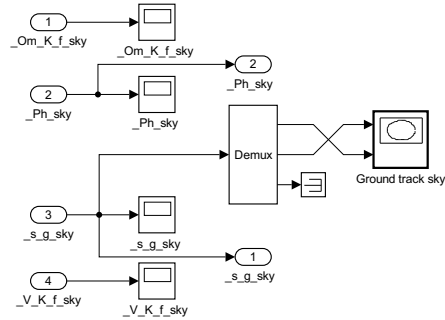 1
_Om_K_f_sky
_Om_K_f_sky
2
_Ph_sky
2
_Ph_sky
_Ph_sky
Demux
Ground track sky
3
_s_g_sky
_s_g_sky
1
_s_g_sky
4
_V_K_f_sky
_V_K_f_sky